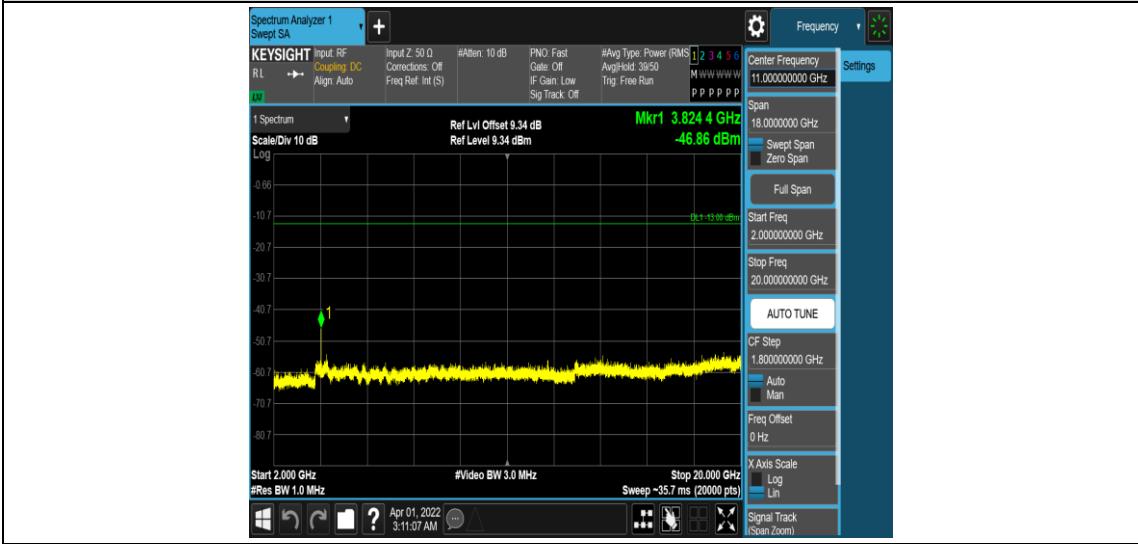 Spectrum Analyzer 1
Swept SA
+
Frequency
KEYSIGHT
RL
Input: RF
Coupling: DC
Align: Auto
Input Z: 50 Ω
Corrections: Off
Freq Ref: Int (S)
#Atten: 10 dB
PNO: Fast
Gate: Off
IF Gain: Low
Sig Track: Off
#Avg Type: Power (RMS
Avg|Hold: 39/50
Trig: Free Run
1 2 3 4 5 6
M W W W W W
P P P P P P
1 Spectrum
Scale/Div 10 dB
Log
Ref Lvl Offset 9.34 dB
Ref Level 9.34 dBm
Mkr1 3.824 4 GHz
-46.86 dBm
-0.66
-10.7
DL1 -13.00 dBm
-20.7
-30.7
-40.7
1
-50.7
-60.7
-70.7
-80.7
Start 2.000 GHz
#Res BW 1.0 MHz
#Video BW 3.0 MHz
Stop 20.000 GHz
Sweep ~35.7 ms (20000 pts)
?
Apr 01, 2022
3:11:07 AM
Center Frequency
11.000000000 GHz
Settings
Span
18.0000000 GHz
Swept Span
Zero Span
Full Span
Start Freq
2.000000000 GHz
Stop Freq
20.000000000 GHz
AUTO TUNE
CF Step
1.800000000 GHz
Auto
Man
Freq Offset
0 Hz
X Axis Scale
Log
Lin
Signal Track
(Span Zoom)